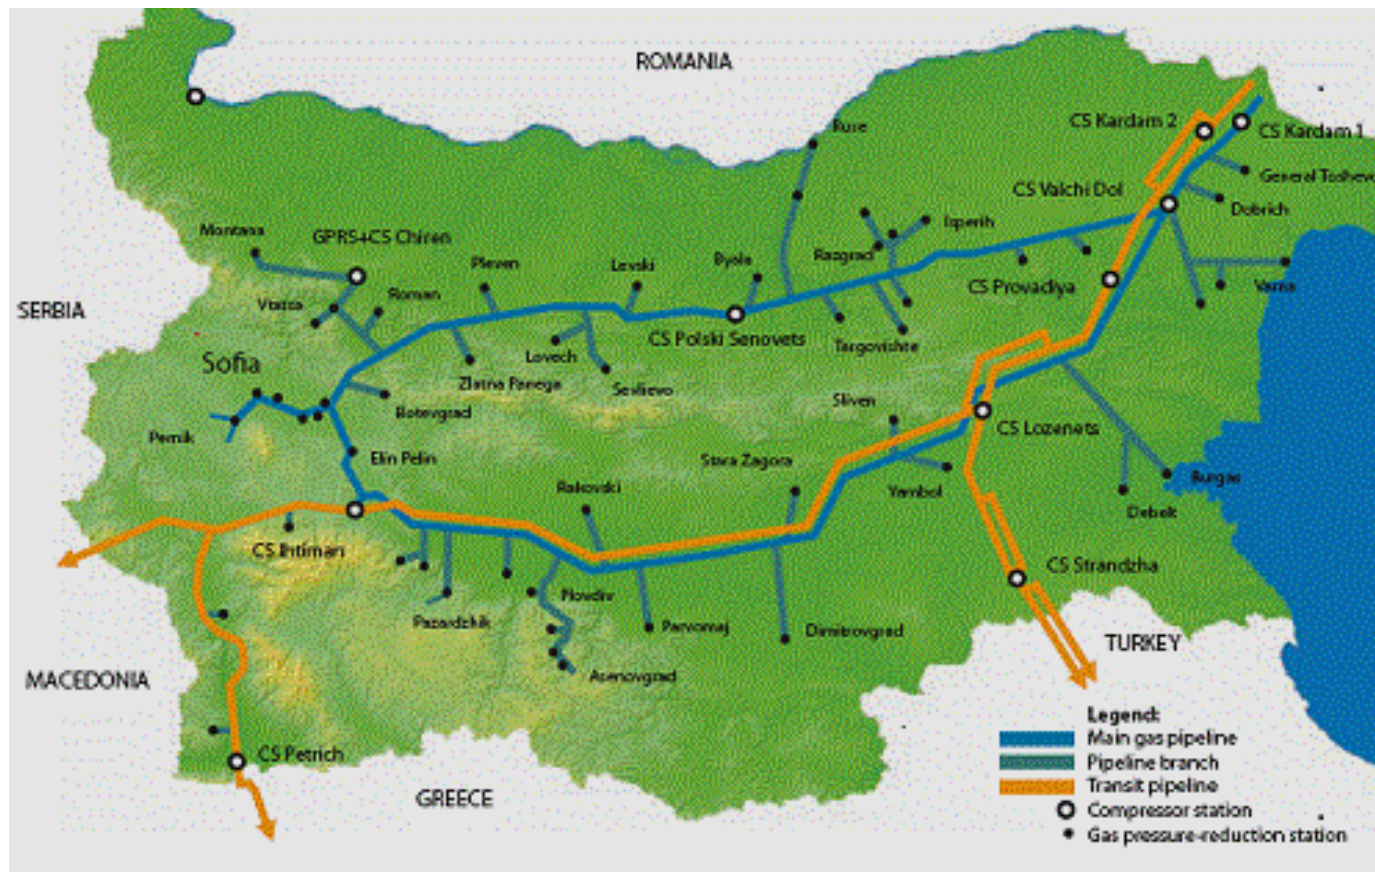 ROMANIA
Ruse
CS Kardam 2
CS Kardam 1
General Toshevo
CS Valchi Dol
Dobrich
Isperih
Montana
GPRS+CS Chiren
Pleven
Levski
Byala
Razgrad
CS Provadiya
Varna
SERBIA
Vratsa
Roman
CS Polski Senovets
Targovishte
Sofia
Lovech
Zlatna Panega
Sevlievo
Botevgrad
Sliven
CS Lozenets
Pernik
Elin Pelin
Stara Zagora
Yambol
Burgas
Rakovski
Debelt
CS Ihtiman
CS Strandzha
Plovdiv
Pazardzhik
Parvomaj
Dimitrovgrad
TURKEY
MACEDONIA
Asenovgrad
CS Petrich
GREECE
Legend:
Main gas pipeline
Pipeline branch
Transit pipeline
Compressor station
Gas pressure-reduction station